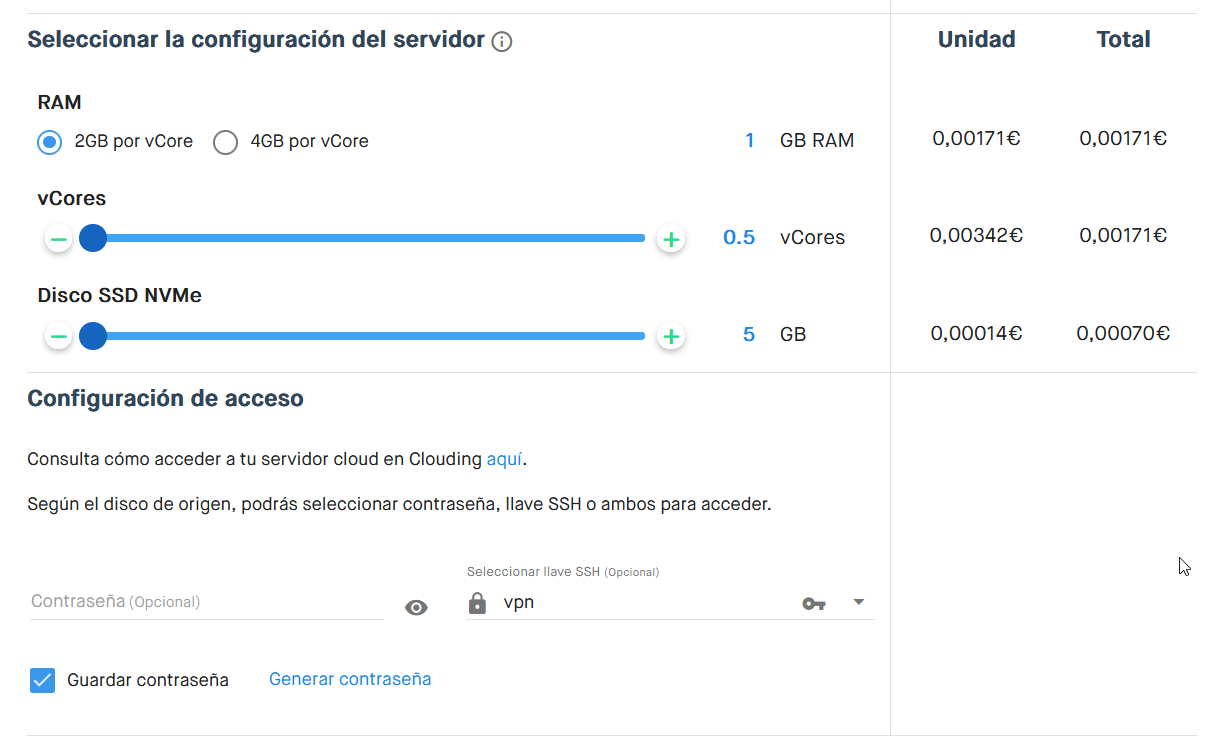 Seleccionar la configuración del servidor
Unidad Total
RAM
2GB por vCore 4GB por vCore 1 GB RAM 0,00171€ 0,00171€
vCores
0.5 vCores 0,00342€ 0,00171€
Disco SSD NVMe
5 GB 0,00014€ 0,00070€
Configuración de acceso
Consulta cómo acceder a tu servidor cloud en Clouding aquí.
Según el disco de origen, podrás seleccionar contraseña, llave SSH o ambos para acceder.
Seleccionar llave SSH (Opcional)
Contraseña (Opcional) vpn
Guardar contraseña Generar contraseña